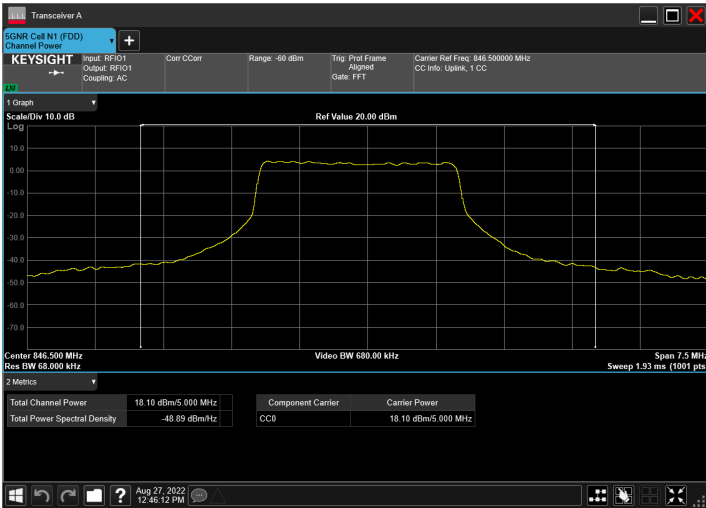 Transceiver A
5GNR Cell N1 (FDD)
Channel Power
KEYSIGHT
Input: RFIO1
Output: RFIO1
Coupling: AC
Corr CCorr
Range: -60 dBm
Trig: Prot Frame
Aligned
Gate: FFT
Carrier Ref Freq: 846.500000 MHz
CC Info: Uplink, 1 CC
LXI
1 Graph
Scale/Div 10.0 dB
Ref Value 20.00 dBm
Log
10.0
0.00
-10.0
-20.0
-30.0
-40.0
-50.0
-60.0
-70.0
Center 846.500 MHz
Video BW 680.00 kHz
Span 7.5 MHz
Res BW 68.000 kHz
Sweep 1.93 ms (1001 pts
2 Metrics
Total Channel Power 18.10 dBm/5.000 MHz
Total Power Spectral Density -48.89 dBm/Hz
Component Carrier Carrier Power
CC0 18.10 dBm/5.000 MHz
?
Aug 27, 2022
12:46:12 PM